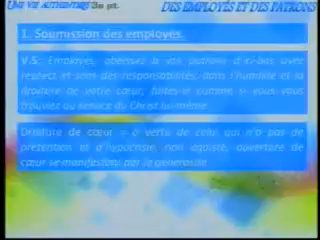 UNE VIE AUTHENTIQUE 3e pt. DES EMPLOYÉS ET DES PATRONS
1. Soumission des employés.
V.5: Employés, obéissez à vos patrons d'ici-bas avec
respect et sens des responsabilités, dans l'humilité et la
droiture de votre cœur, faites-le comme si vous vous
trouviez au service du Christ lui-même.
Droiture de cœur = vertu de celui qui n'a pas de
prétention et d'hypocrisie, non égoïste, ouverture de
cœur se manifestant par la générosité